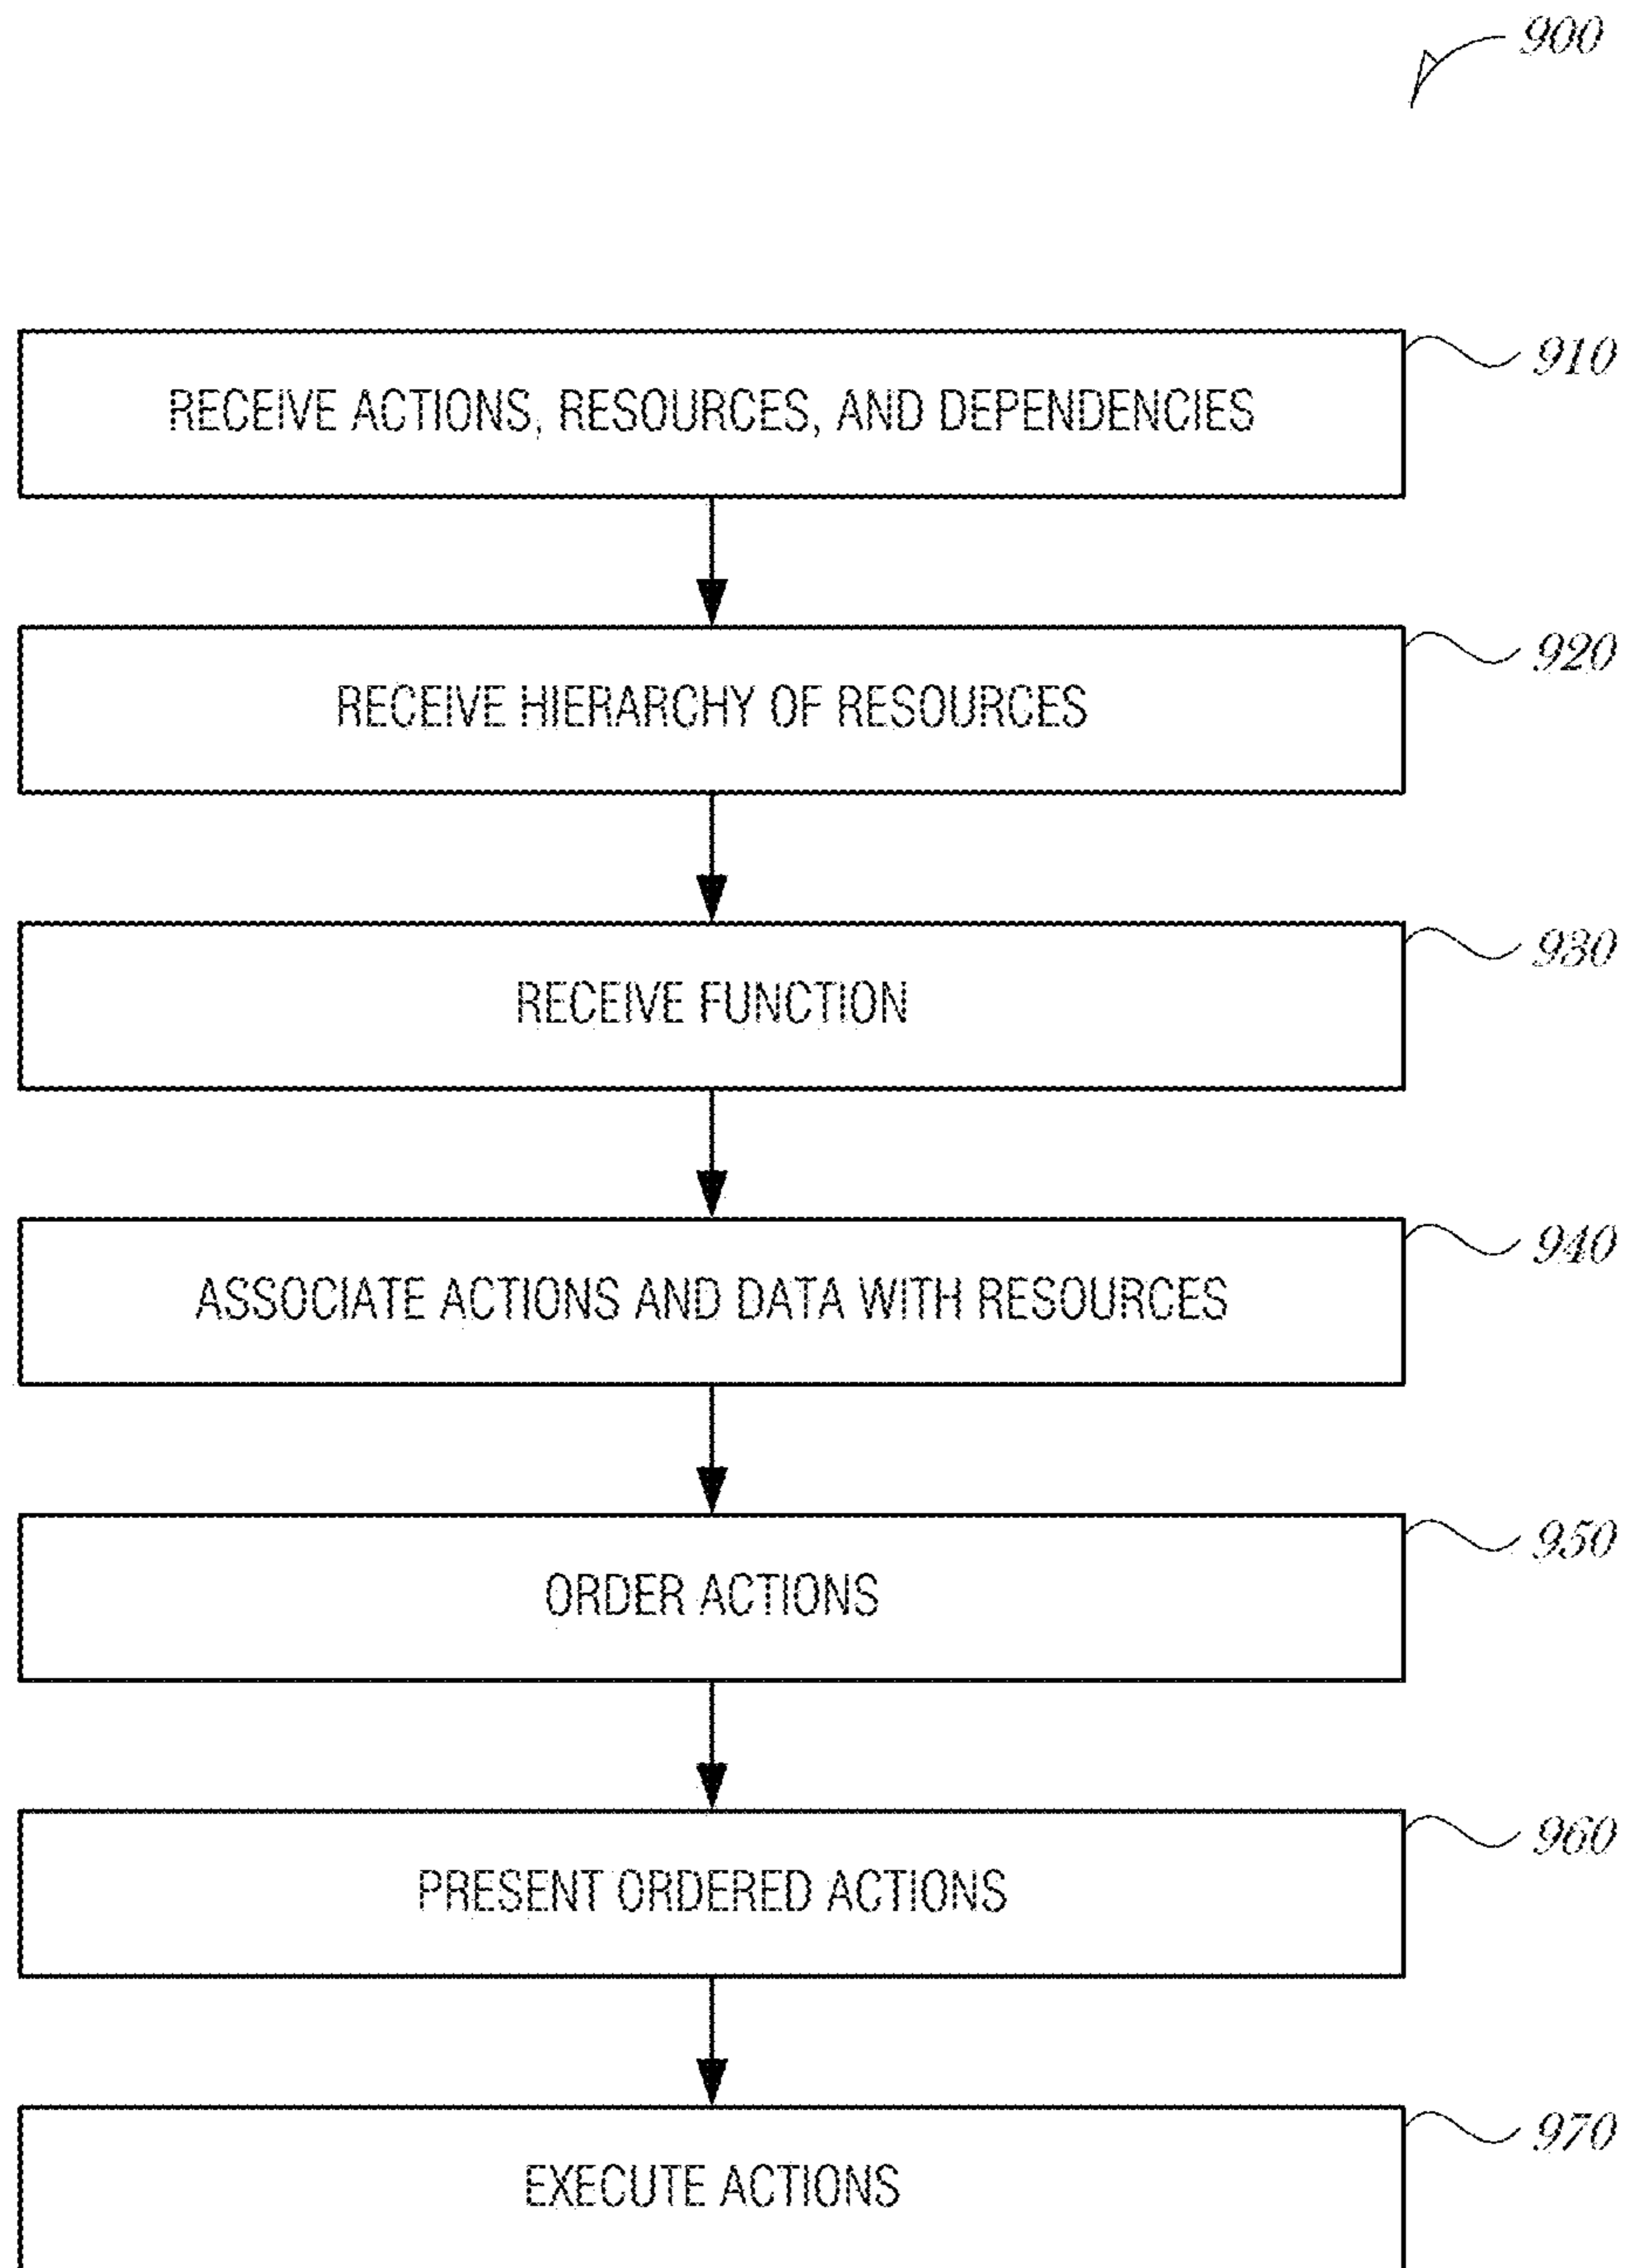 900
RECEIVE ACTIONS, RESOURCES, AND DEPENDENCIES
910
RECEIVE HIERARCHY OF RESOURCES
920
RECEIVE FUNCTION
930
ASSOCIATE ACTIONS AND DATA WITH RESOURCES
940
ORDER ACTIONS
950
PRESENT ORDERED ACTIONS
960
EXECUTE ACTIONS
970